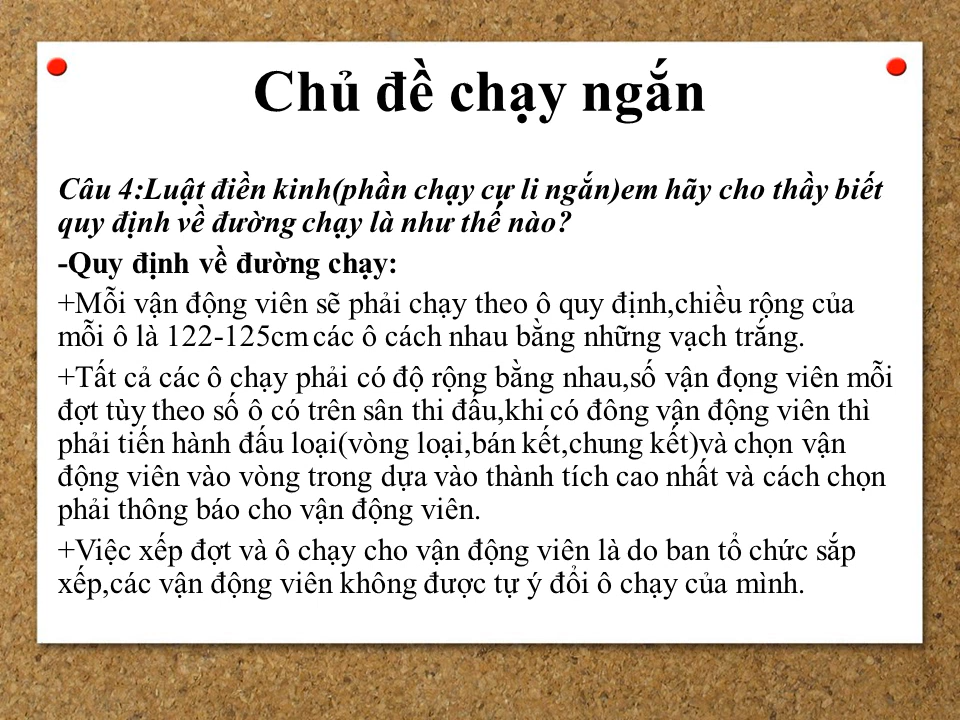 Chủ đề chạy ngắn
Câu 4:Luật điền kinh(phần chạy cự li ngắn)em hãy cho thầy biết
quy định về đường chạy là như thế nào?
-Quy định về đường chạy:
+Mỗi vận động viên sẽ phải chạy theo ô quy định,chiều rộng của
mỗi ô là 122-125cm các ô cách nhau bằng những vạch trắng.
+Tất cả các ô chạy phải có độ rộng bằng nhau,số vận đọng viên mỗi
đợt tùy theo số ô có trên sân thi đấu,khi có đông vận động viên thì
phải tiến hành đấu loại(vòng loại,bán kết,chung kết)và chọn vận
động viên vào vòng trong dựa vào thành tích cao nhất và cách chọn
phải thông báo cho vận động viên.
+Việc xếp đợt và ô chạy cho vận động viên là do ban tổ chức sắp
xếp,các vận động viên không được tự ý đổi ô chạy của mình.